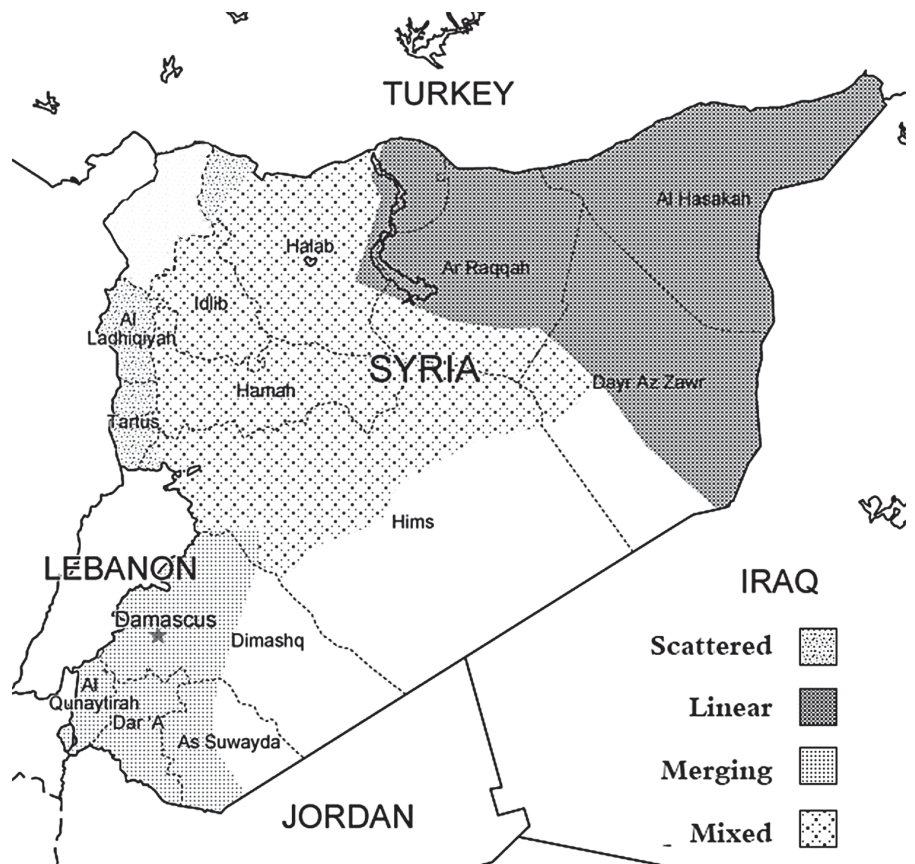 TURKEY
Al Hasakah
Halab
Ar Raqqah
Idlib
Al
Ladhiqiyah
SYRIA
Hamah
Dayr Az Zawr
Tartus
Hims
LEBANON
IRAQ
Damascus
Dimashq
Scattered
Al
Qunaytirah
Linear
Dar 'A
As Suwayda
Merging
JORDAN
Mixed